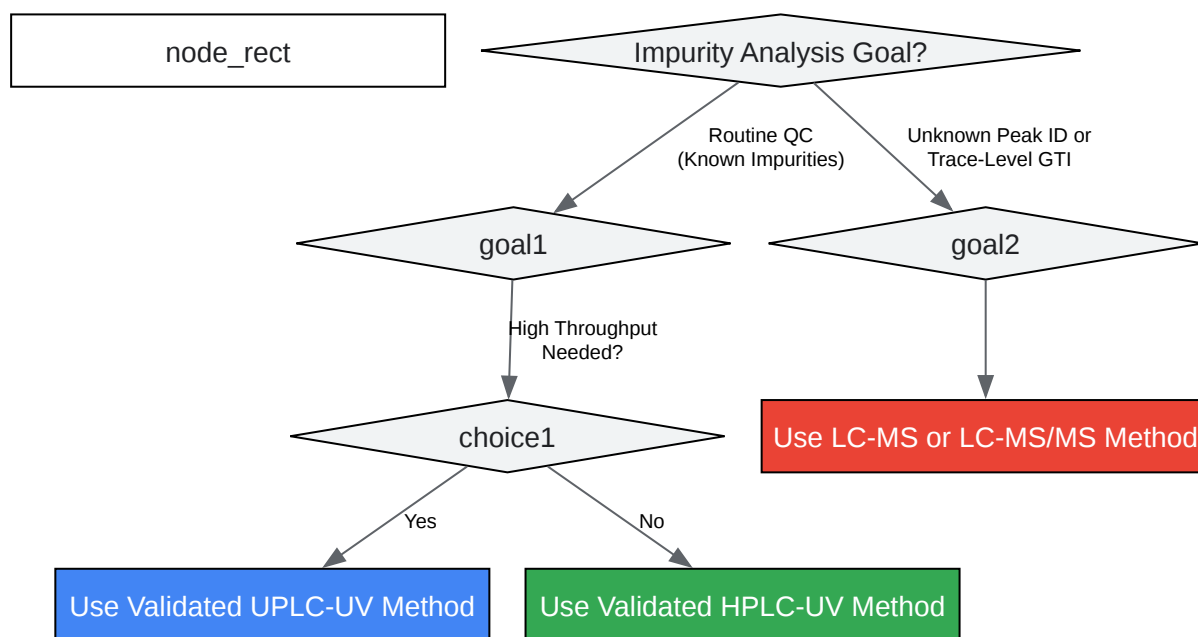 node_rect
Impurity Analysis Goal?
Routine QC
(Known Impurities)
Unknown Peak ID or
Trace-Level GTI
goal1
goal2
High Throughput
Needed?
choice1
Use LC-MS or LC-MS/MS Method
Yes
No
Use Validated UPLC-UV Method
Use Validated HPLC-UV Method